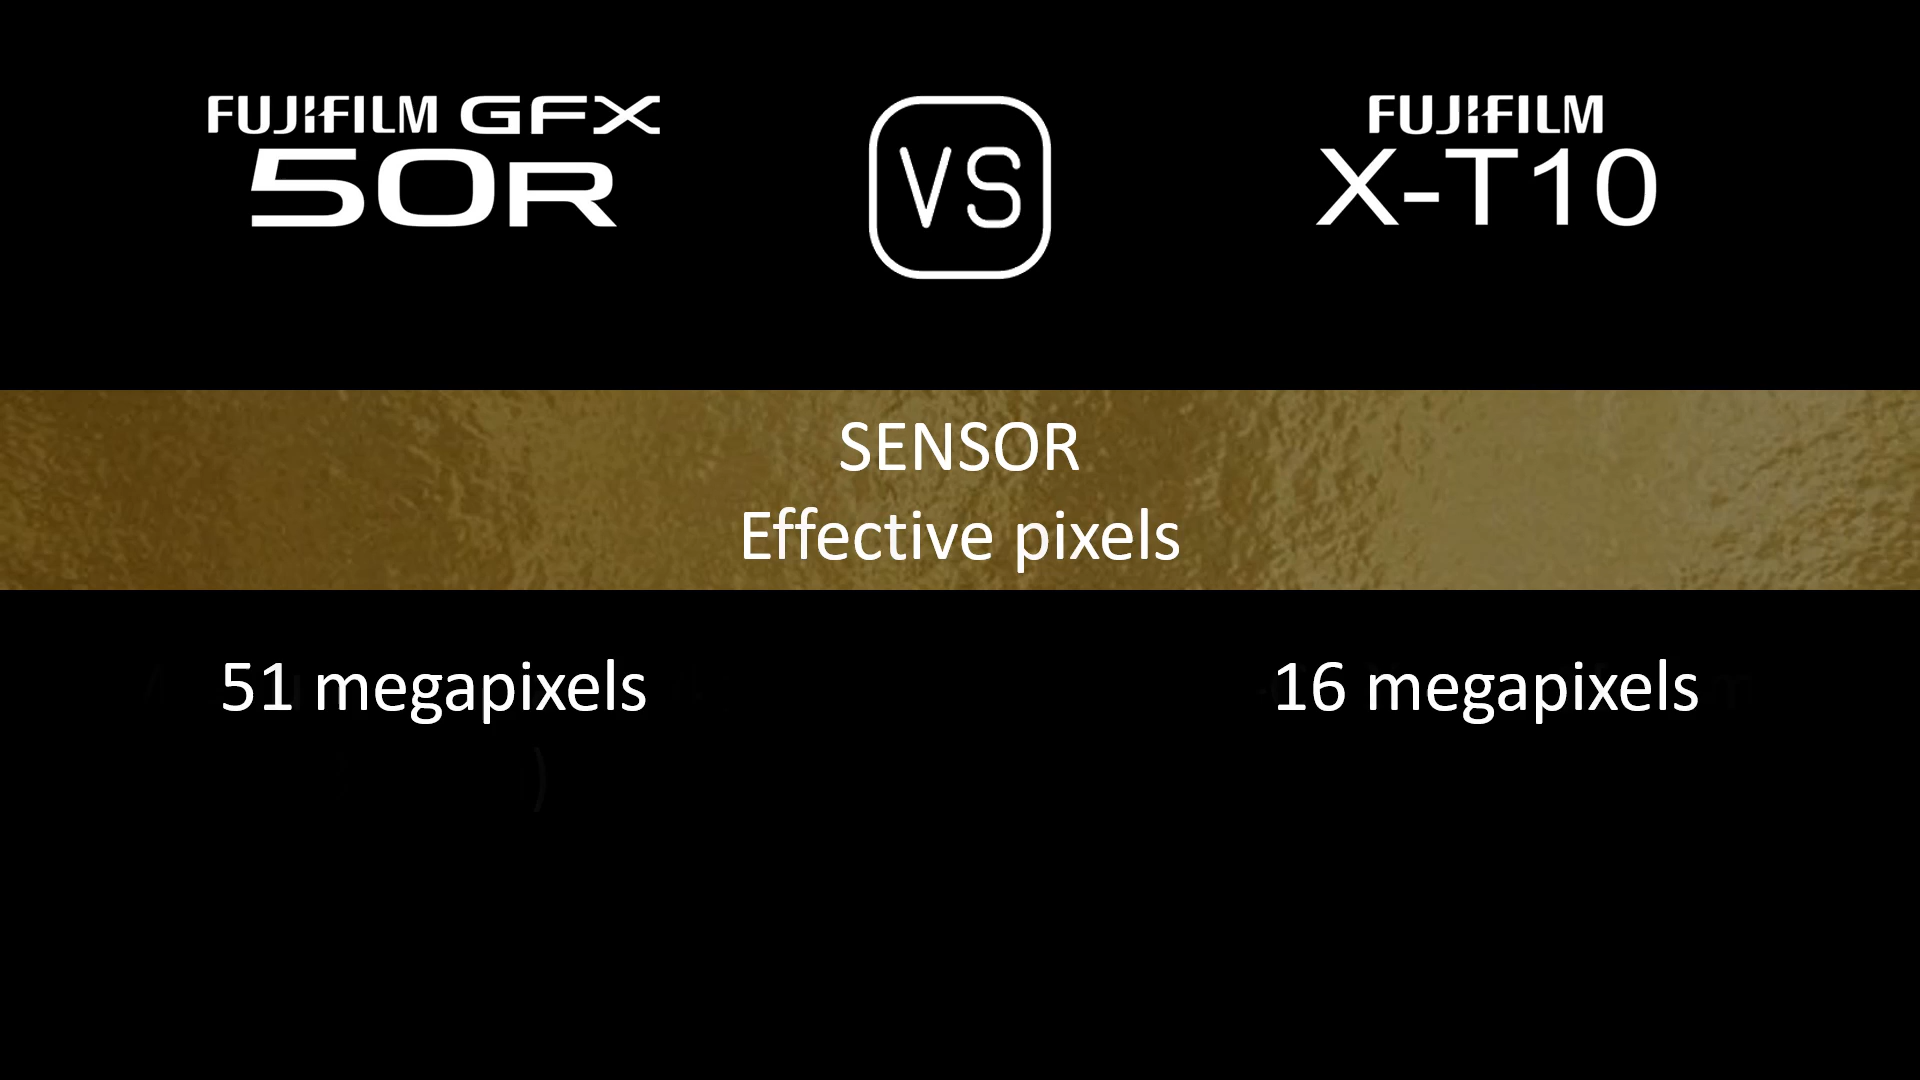 FUJIFILM GFX
50R
VS
FUJIFILM
X-T10
SENSOR
Effective pixels
51 megapixels
16 megapixels